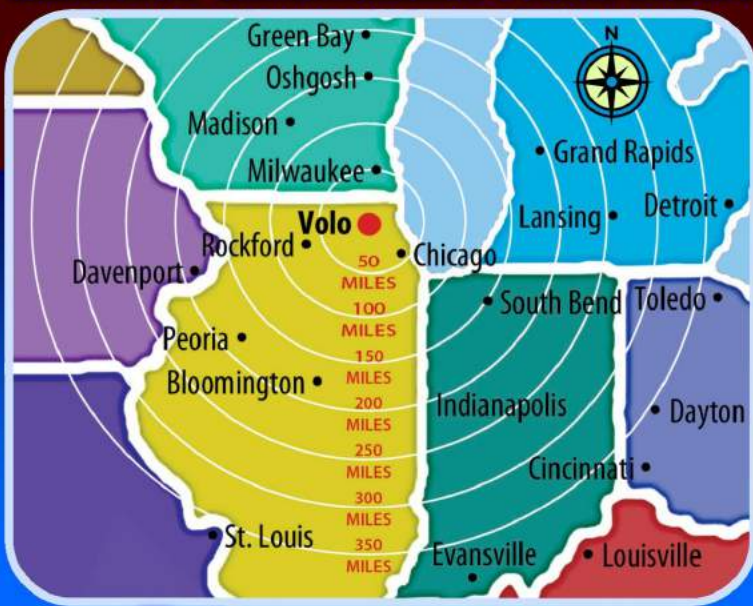 N
Green Bay
Oshgosh
Madison
Grand Rapids
Milwaukee
Volo
Lansing
Detroit
Rockford
Chicago
Davenport
50
MILES
100
MILES
South Bend
Toledo
Peoria
150
MILES
Bloomington
200
MILES
Indianapolis
Dayton
250
MILES
Cincinnati
300
MILES
St. Louis
350
MILES
Evansville
Louisville